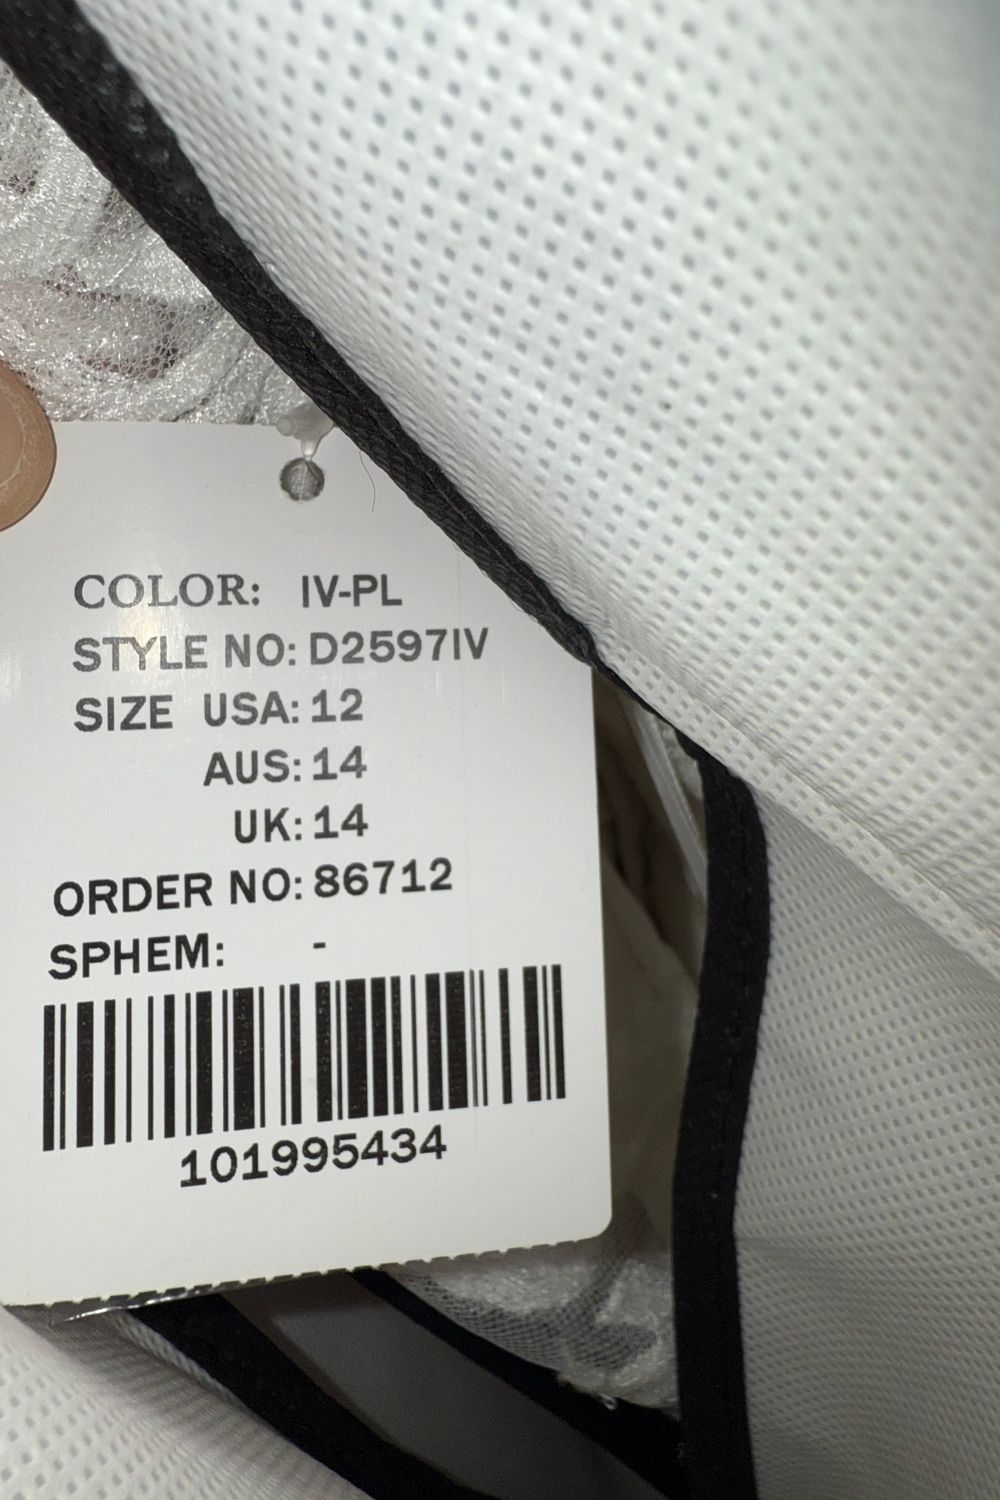 COLOR: IV-PL
STYLE NO: D2597IV
SIZE USA: 12
AUS: 14
UK: 14
ORDER NO: 86712
SPHEM: -
101995434